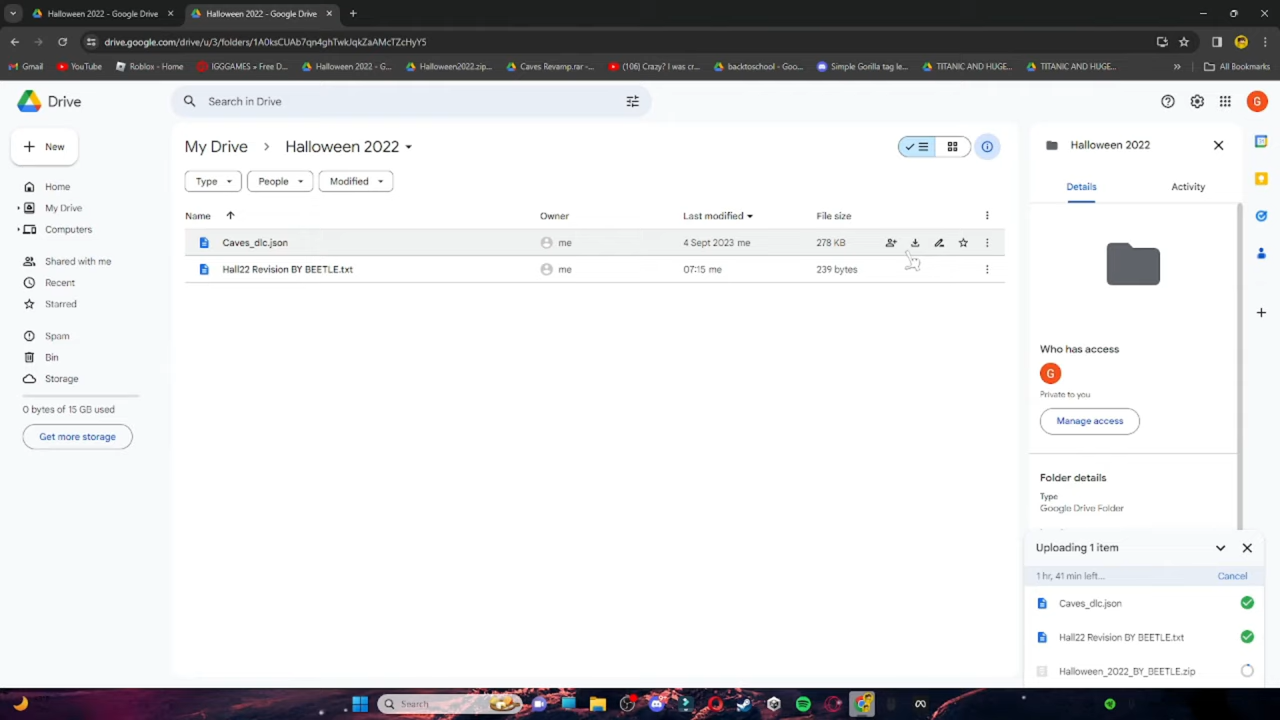 Halloween 2022 - Google Drive
Halloween 2022 - Google Drive
drive.google.com/drive/u/3/folders/1A0ksCUAb7qn4ghTwkJqkZaAMcTZcHyY5
Gmail
YouTube
Roblox - Home
IGGGAMES » Free D...
Halloween 2022 - G...
Halloween2022.zip...
Caves Revamp.rar -...
(106) Crazy? I was cr...
backtoschool - Goo...
Simple Gorilla tag le...
TITANIC AND HUGE...
TITANIC AND HUGE...
»
All Bookmarks
Drive
Search in Drive
G
New
My Drive > Halloween 2022
Halloween 2022
Type
People
Modified
Details
Activity
Home
My Drive
Computers
Shared with me
Recent
Starred
Spam
Bin
Storage
0 bytes of 15 GB used
Get more storage
Name
Owner
Last modified
File size
Caves_dlc.json
me
4 Sept 2023 me
278 KB
Hall22 Revision BY BEETLE.txt
me
07:15 me
239 bytes
Who has access
G
Private to you
Manage access
Folder details
Type
Google Drive Folder
Uploading 1 item
1 hr, 41 min left...
Cancel
Caves_dlc.json
Hall22 Revision BY BEETLE.txt
Halloween_2022_BY_BEETLE.zip
Search